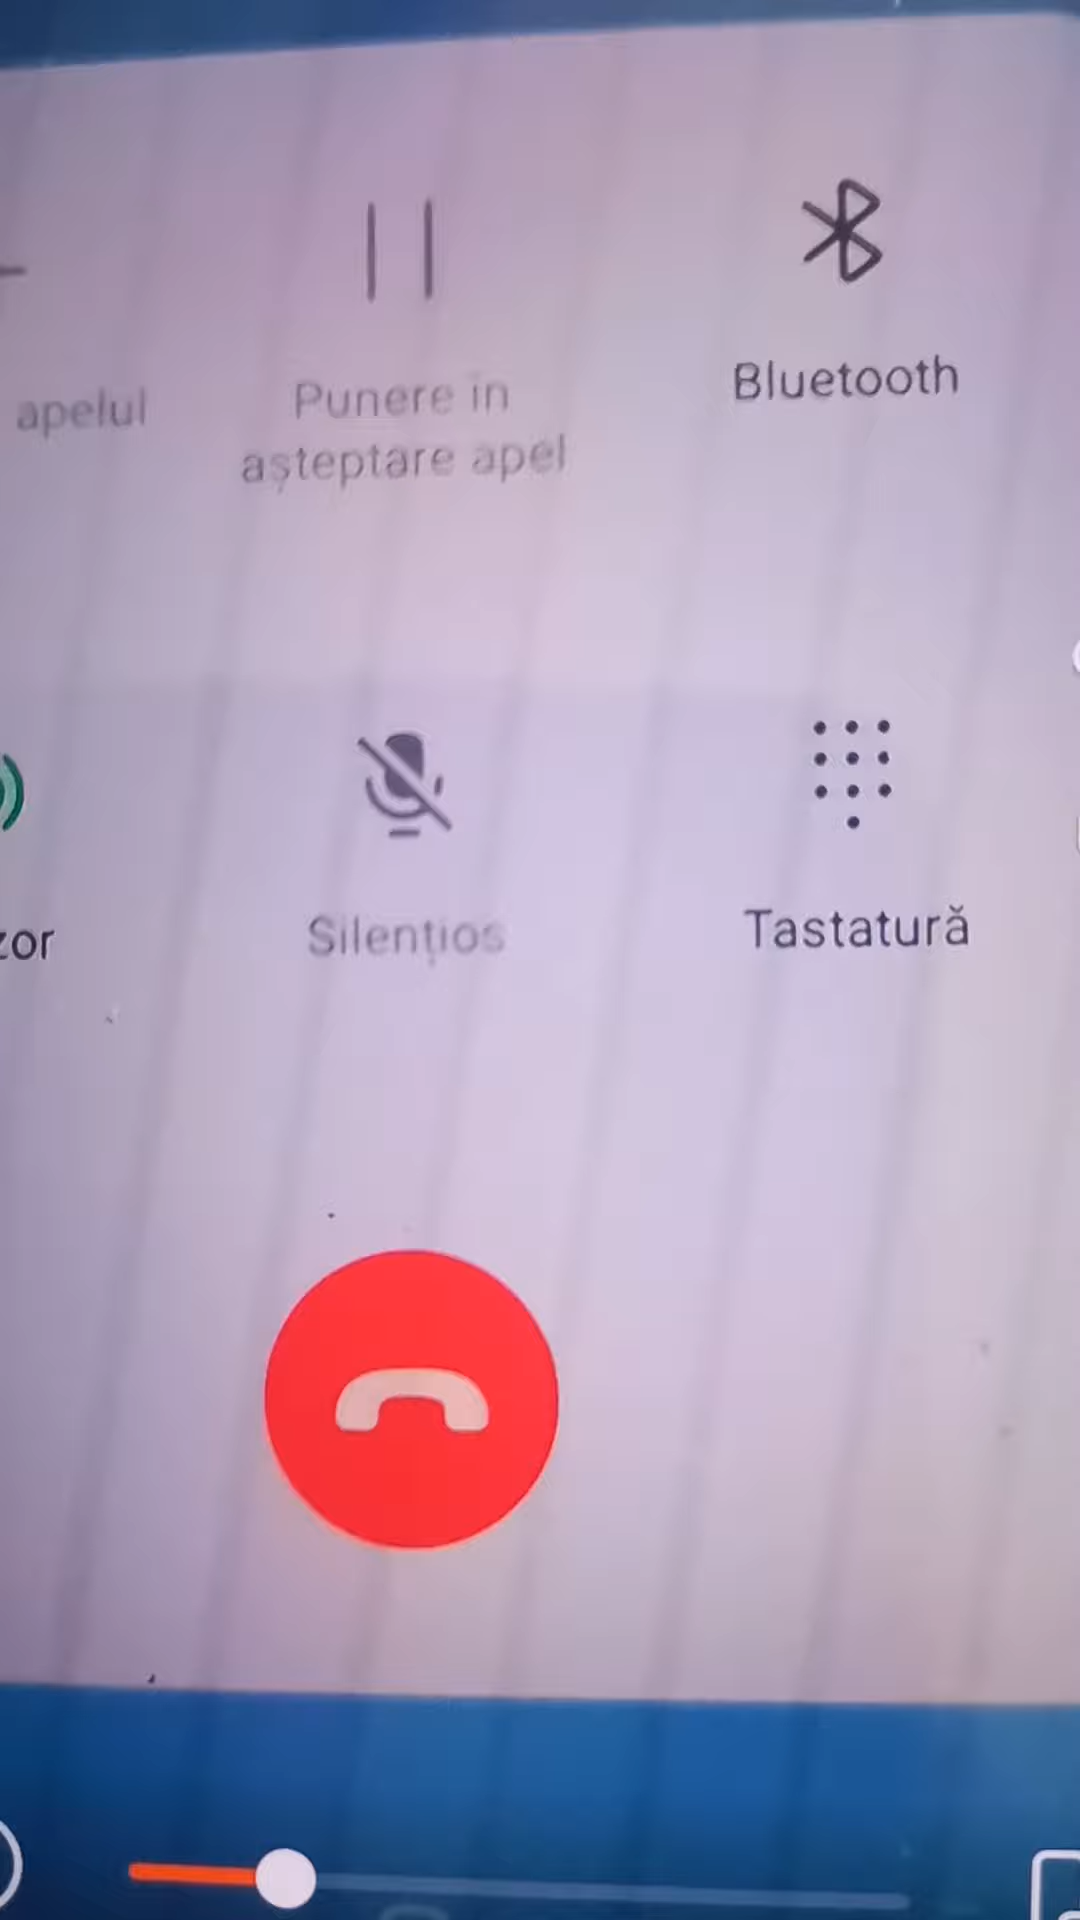 apelul
Punere în
așteptare apel
Bluetooth
zor
Silențios
Tastatură